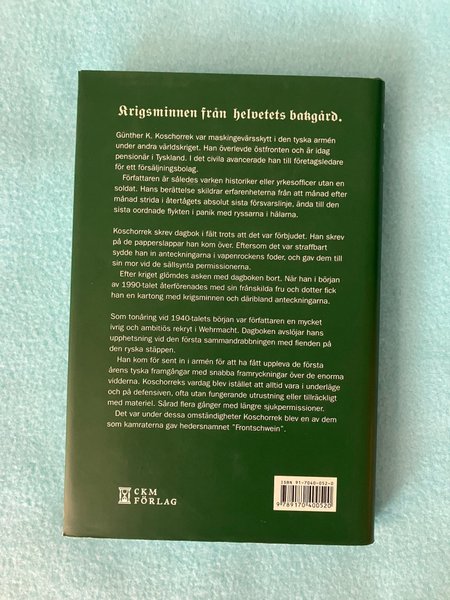 Krigsminnen från helvetets bakgård.
Günther K. Koschorrek var maskingevärsskytt i den tyska armén
under andra världskriget. Han överlevde östfronten och är idag
pensionär i Tyskland. I det civila avancerade han till företagsledare
för ett försäljningsbolag.
Författaren är således varken historiker eller yrkesofficer utan en
soldat. Hans berättelse skildrar erfarenheterna från att månad efter
månad strida i återtågets absolut sista försvarslinje, ända till den
sista oordnade flykten i panik med ryssarna i hälarna.
Koschorrek skrev dagbok i fält trots att det var förbjudet. Han skrev
på de papperslappar han kom över. Eftersom det var straffbart
sydde han in anteckningarna i vapenrockens foder, och gav dem till
sin mor vid de sällsynta permissionerna.
Efter kriget glömdes asken med dagboken bort. När han i början
av 1990-talet återförenades med sin frånskilda fru och dotter fick
han en kartong med krigsminnen och däribland anteckningarna.
Som tonåring vid 1940-talets början var författaren en mycket
ivrig och ambitiös rekryt i Wehrmacht. Dagboken avslöjar hans
upphetsning vid den första sammandrabbningen med fienden på
den ryska stäppen.
Han kom för sent in i armén för att ha fått uppleva de första
årens tyska framgångar med snabba framryckningar över de enorma
vidderna. Koschorreks vardag blev istället att alltid vara i underläge
och på defensiven, ofta utan fungerande utrustning eller tillräckligt
med materiel. Sårad flera gånger med längre sjukpermissioner.
Det var under dessa omständigheter Koschorrek blev en av dem
som kamraterna gav hedersnamnet "Frontschwein".
ISBN 91-7040-052-0
9 789170 400520
CKM
FÖRLAG